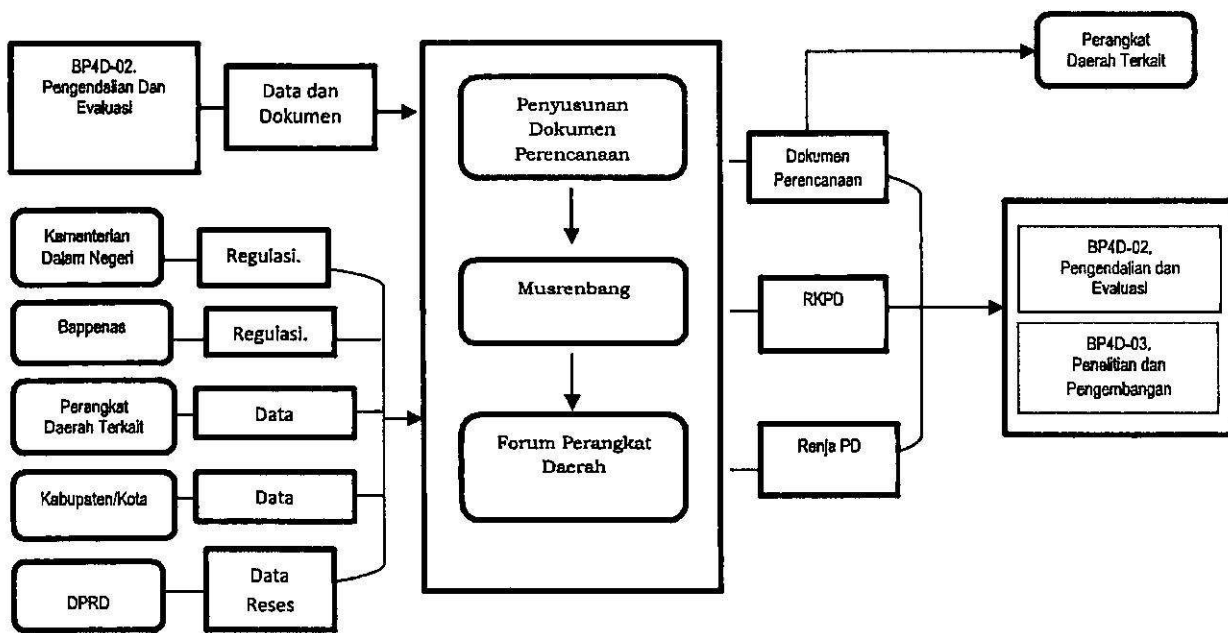 BP4D-02.
Pengendalian Dan
Evaluasi
Data dan
Dokumen
Kementerian
Dalam Negeri
Regulasi.
Bappenas
Regulasi.
Perangkat
Daerah Terkait
Data
Kabupaten/Kota
Data
DPRD
Data
Reses
Penyusunan
Dokumen
Perencanaan
Musrenbang
Forum Perangkat
Daerah
Dokumen
Perencanaan
RKPD
Renja PD
Perangkat
Daerah Terkait
BP4D-02.
Pengendalian dan
Evaluasi
BP4D-03.
Penelitian dan
Pengembangan